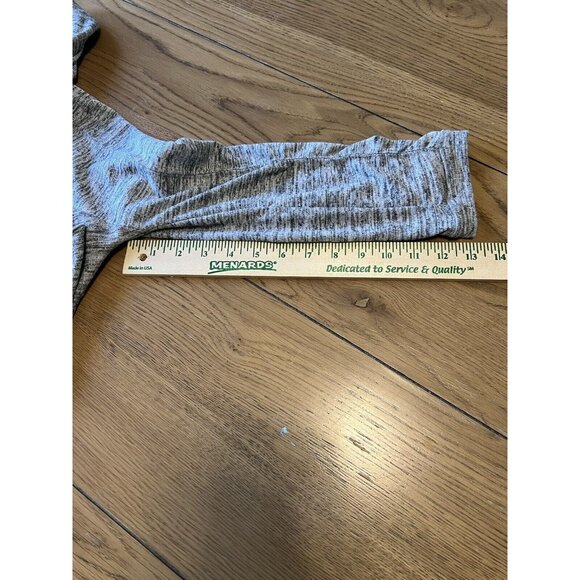 1 2 3 4 5 6 7 8 9 10 11 12 13 14
Made in USA MENARDS® Dedicated to Service & Quality℠